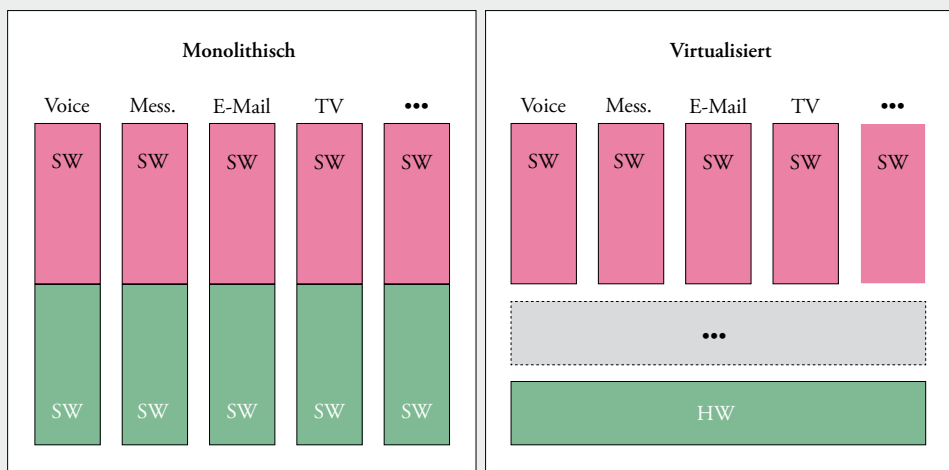 Monolithisch
Voice Mess. E-Mail TV •••
SW SW SW SW SW
SW SW SW SW SW
Virtualisiert
Voice Mess. E-Mail TV •••
SW SW SW SW SW
•••
HW